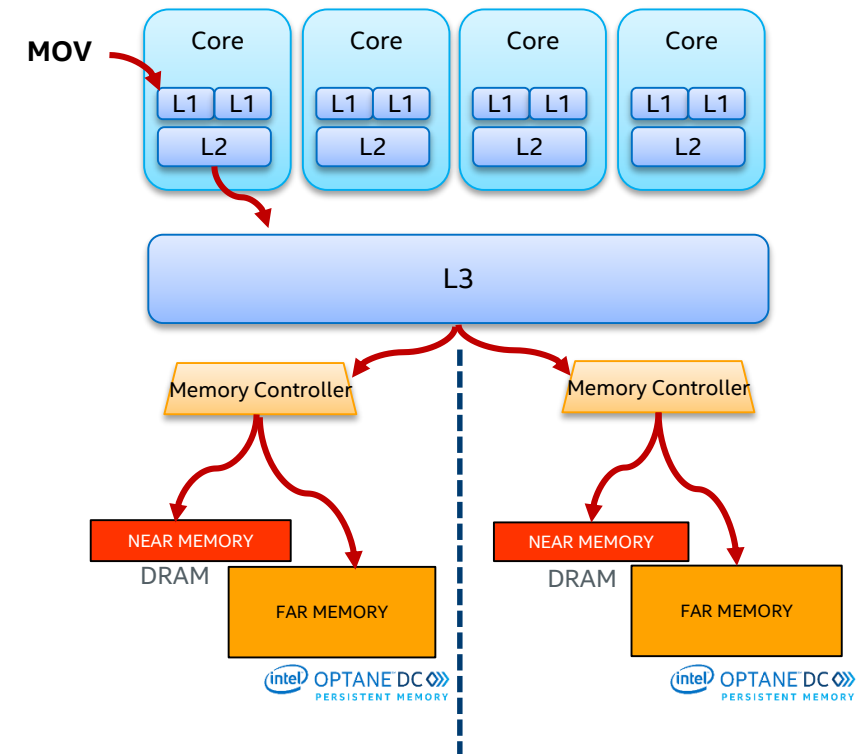 MOV
Core
Core
Core
Core
L1
L1
L1
L1
L1
L1
L1
L1
L2
L2
L2
L2
L3
Memory Controller
Memory Controller
NEAR MEMORY
NEAR MEMORY
DRAM
DRAM
FAR MEMORY
FAR MEMORY
intel OPTANE™ DC
PERSISTENT MEMORY
intel OPTANE™ DC
PERSISTENT MEMORY